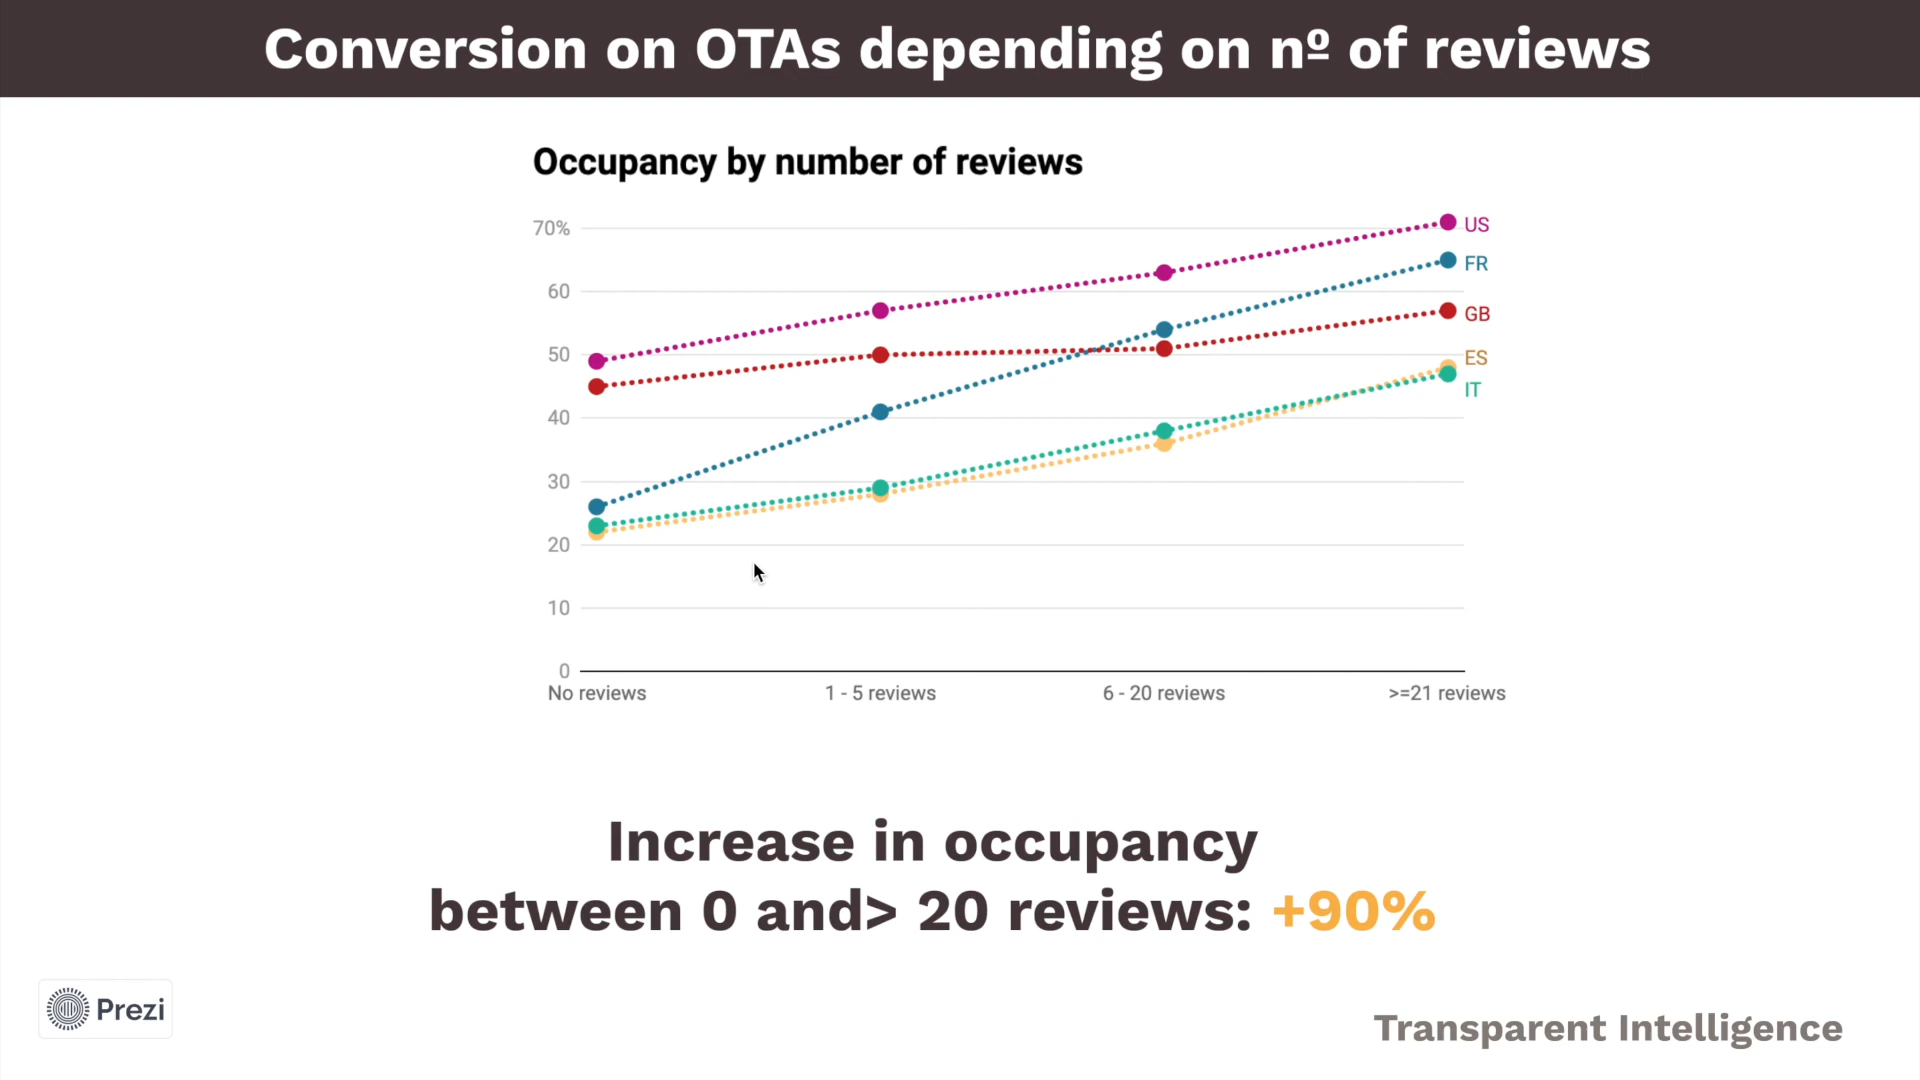 Conversion on OTAs depending on nº of reviews
Occupancy by number of reviews
70%
60
50
40
30
20
10
0
US
FR
GB
ES
IT
No reviews
1 - 5 reviews
6 - 20 reviews
>=21 reviews
Increase in occupancy
between 0 and> 20 reviews: +90%
Prezi
Transparent Intelligence